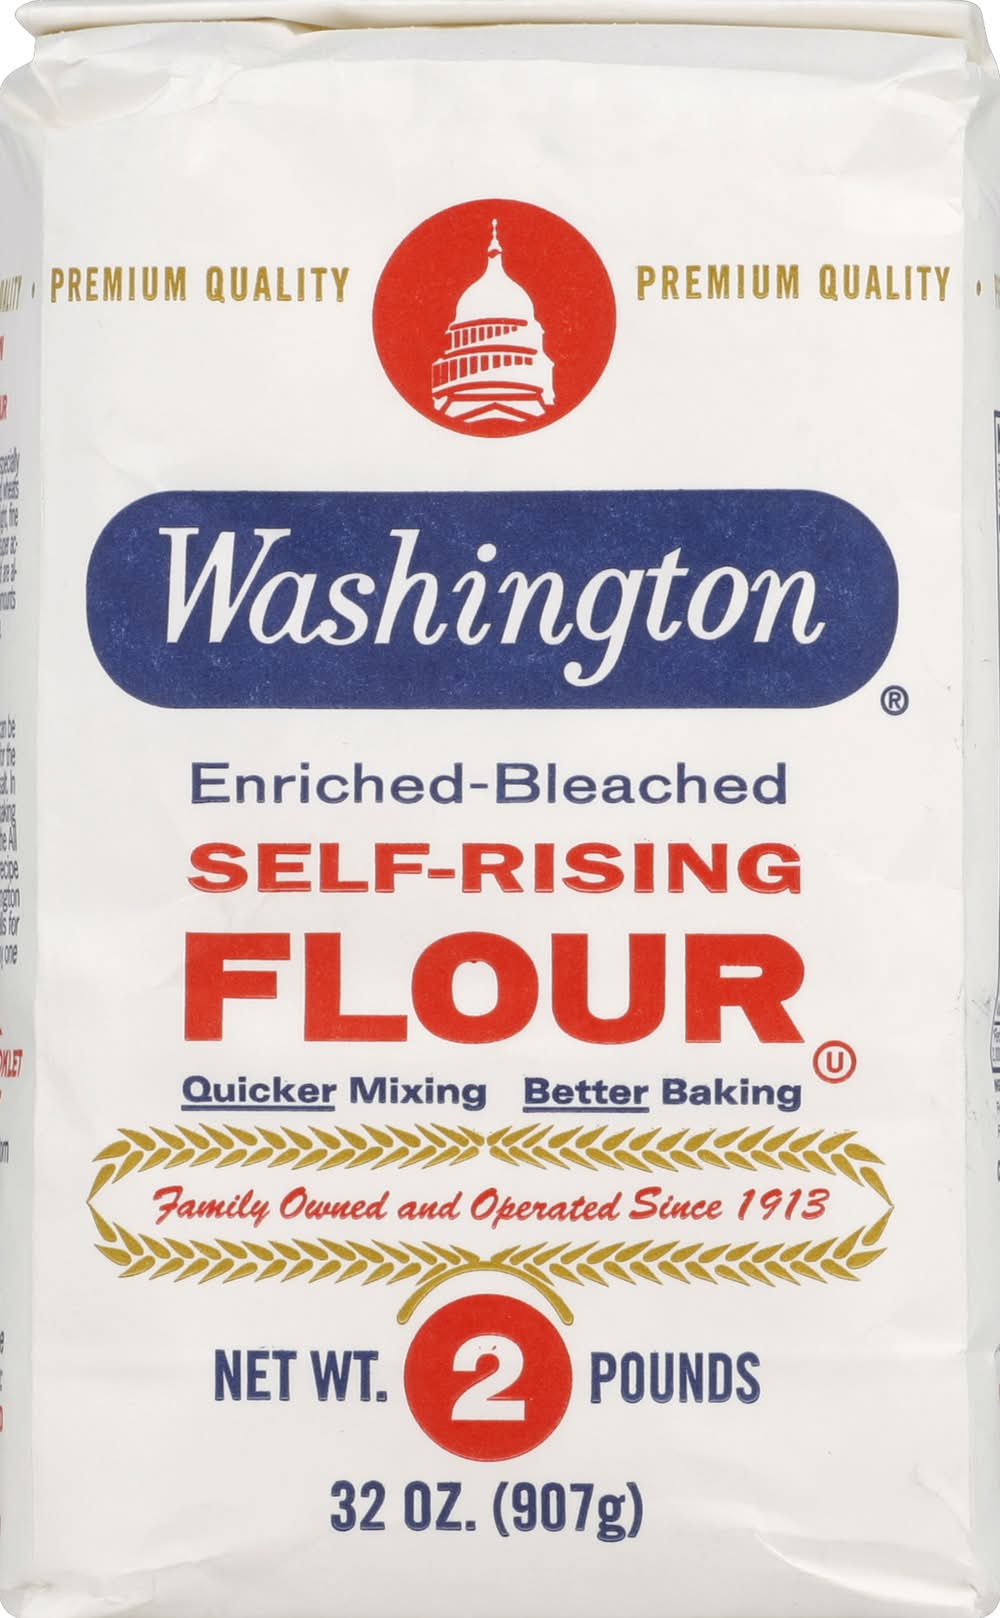 PREMIUM QUALITY PREMIUM QUALITY
Washington®
Enriched-Bleached
SELF-RISING
FLOUR
U
Quicker Mixing Better Baking
Family Owned and Operated Since 1913
NET WT. 2 POUNDS
32 OZ. (907g)